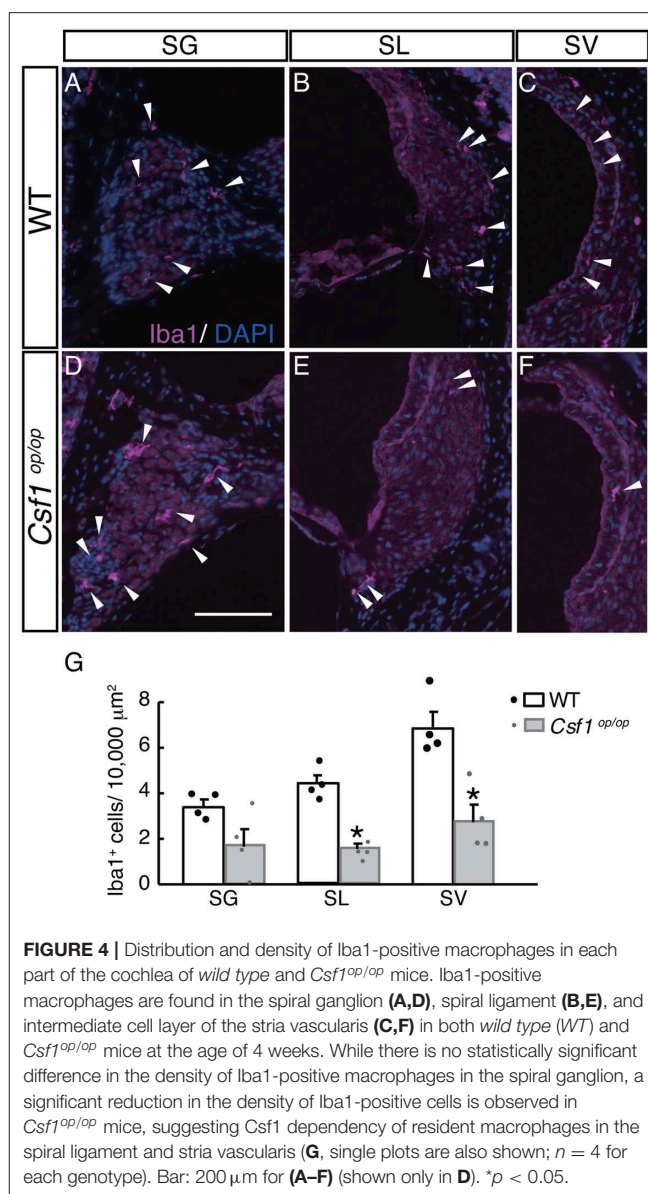 SG
SL
SV
WT
A
B
C
Iba1/ DAPI
Csf1 op/op
D
E
F
G
Iba1+ cells/ 10,000 µm²
8
6
4
2
0
WT
Csf1 op/op
*
*
SG
SL
SV
FIGURE 4 | Distribution and density of Iba1-positive macrophages in each
part of the cochlea of wild type and Csf1op/op mice. Iba1-positive
macrophages are found in the spiral ganglion (A,D), spiral ligament (B,E), and
intermediate cell layer of the stria vascularis (C,F) in both wild type (WT) and
Csf1op/op mice at the age of 4 weeks. While there is no statistically significant
difference in the density of Iba1-positive macrophages in the spiral ganglion, a
significant reduction in the density of Iba1-positive cells is observed in
Csf1op/op mice, suggesting Csf1 dependency of resident macrophages in the
spiral ligament and stria vascularis (G, single plots are also shown; n = 4 for
each genotype). Bar: 200 µm for (A–F) (shown only in D). *p < 0.05.